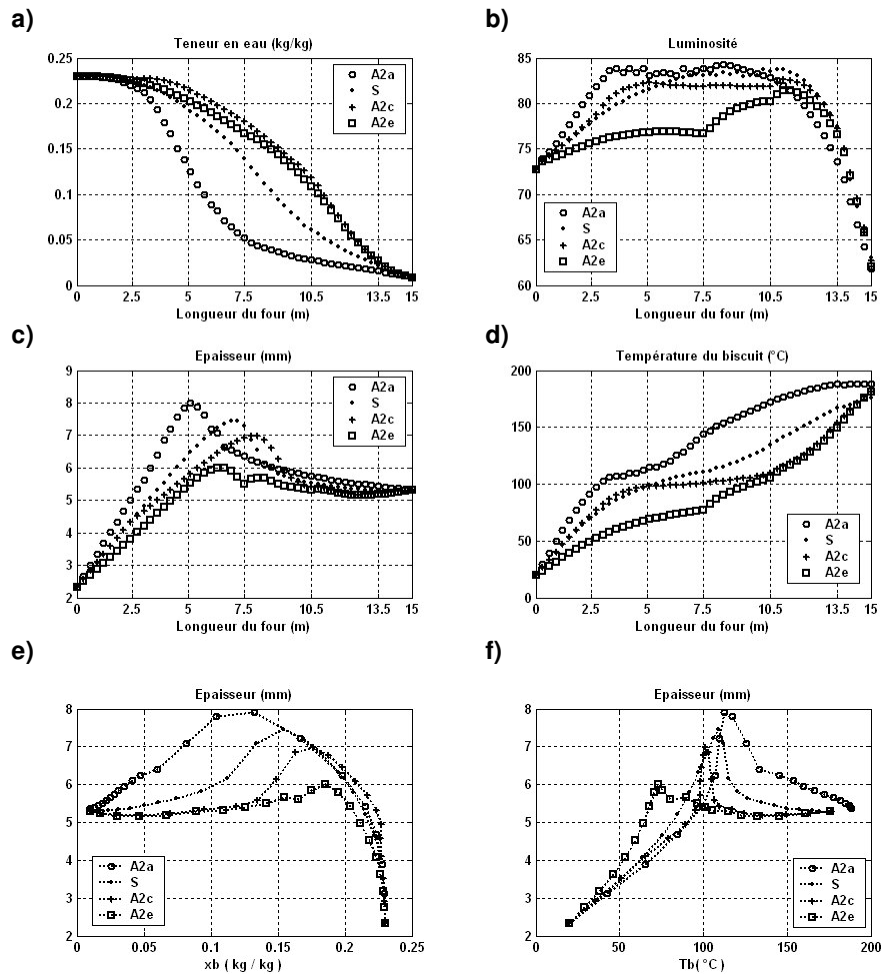 a)
Teneur en eau (kg/kg)
0.25
0.2
0.15
0.1
0.05
0
A2a
S
A2c
A2e
0 2.5 5 7.5 10.5 13.5 15
Longueur du four (m)
b)
Luminosité
85
80
75
70
65
60
A2a
S
A2c
A2e
0 2.5 5 7.5 10.5 13.5 15
Longueur du four (m)
c)
Epaisseur (mm)
9
8
7
6
5
4
3
2
A2a
S
A2c
A2e
0 2.5 5 7.5 10.5 13.5 15
Longueur du four (m)
d)
Température du biscuit (°C)
200
150
100
50
0
A2a
S
A2c
A2e
0 2.5 5 7.5 10.5 13.5 15
Longueur du four (m)
e)
Epaisseur (mm)
8
7
6
5
4
3
2
A2a
S
A2c
A2e
0 0.05 0.1 0.15 0.2 0.25
xb ( kg / kg )
f)
Epaisseur (mm)
8
7
6
5
4
3
2
A2a
S
A2c
A2e
0 50 100 150 200
Tb( °C )